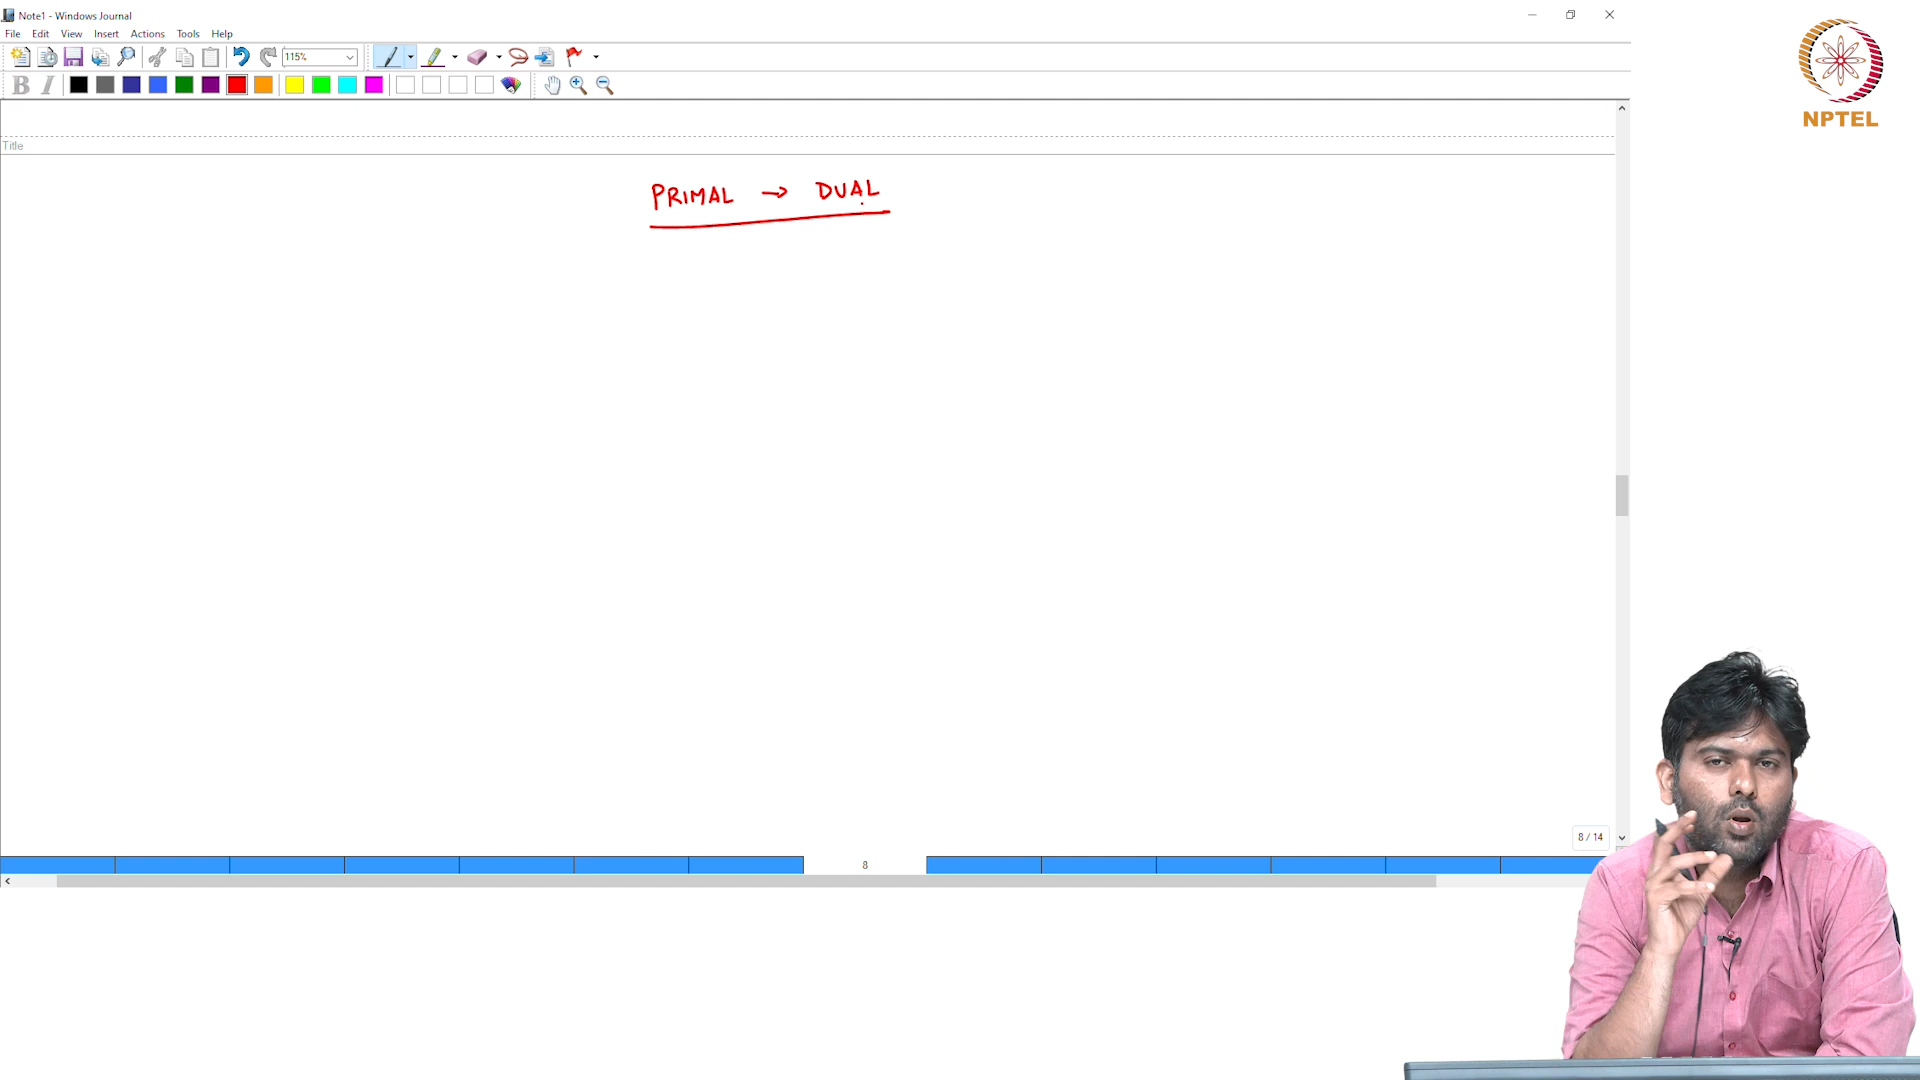 Note1 - Windows Journal
File Edit View Insert Actions Tools Help
115%
B I
Title
PRIMAL → DUAL
NPTEL
8 / 14
8